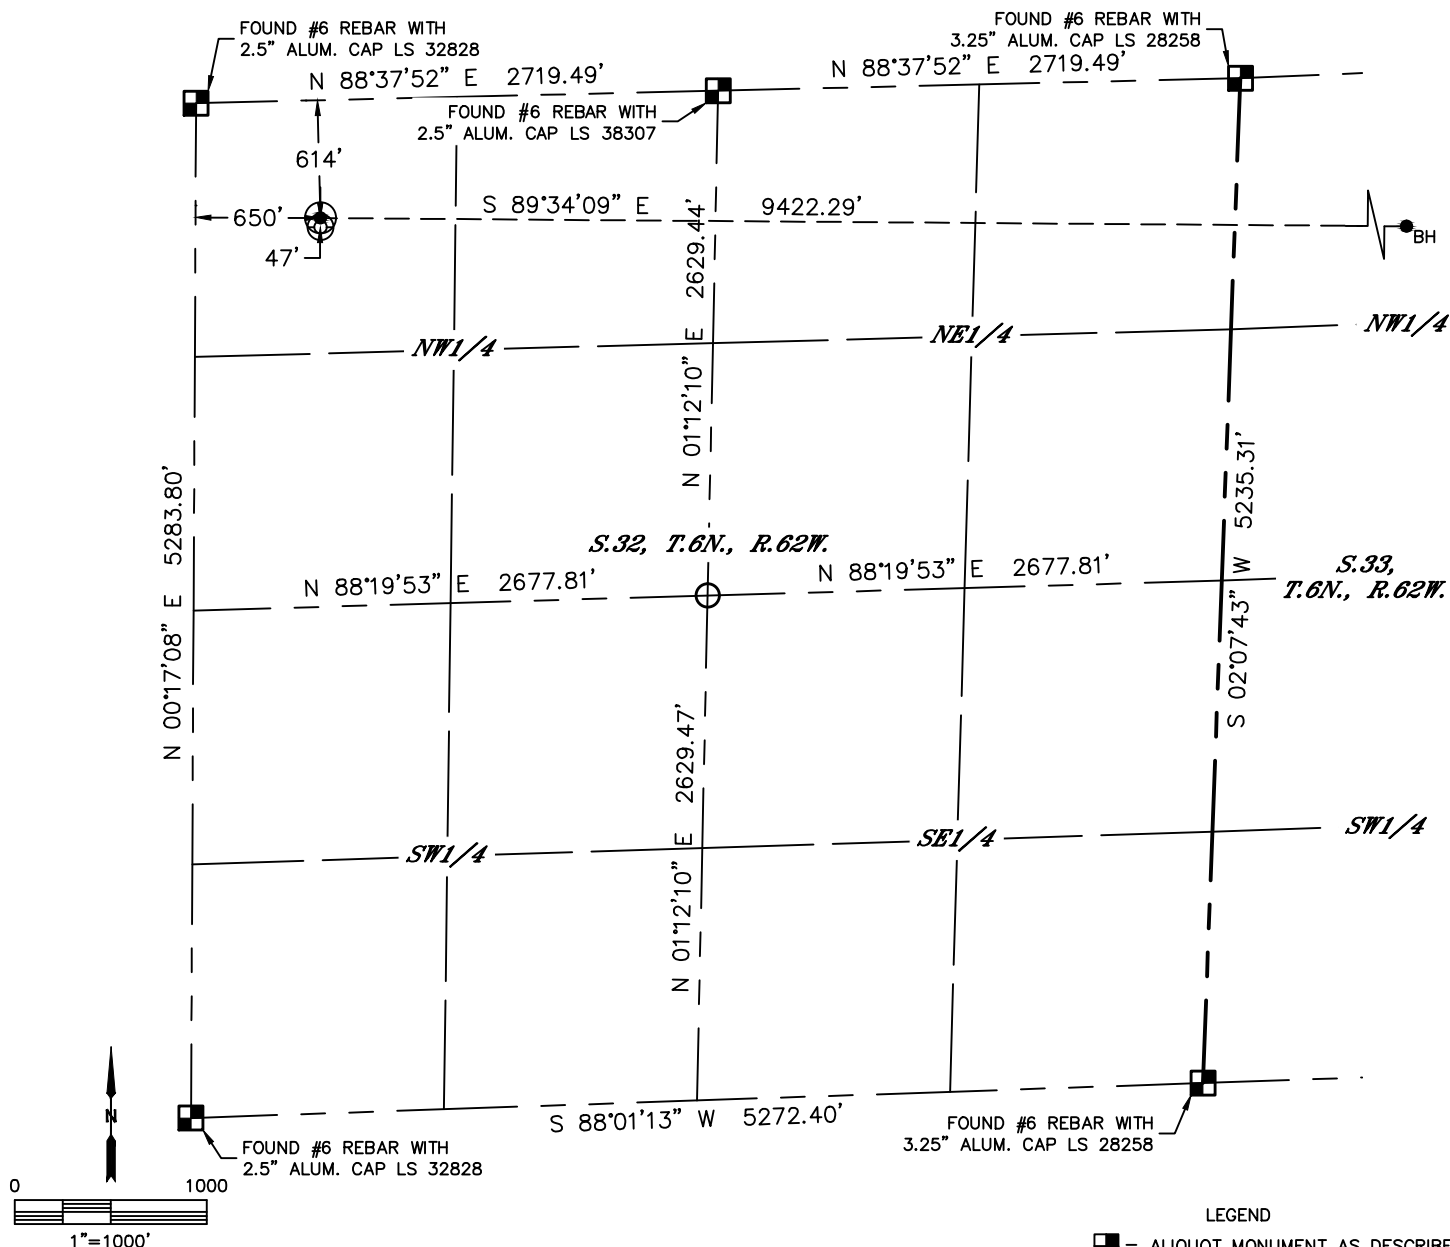 FOUND #6 REBAR WITH
2.5" ALUM. CAP LS 32828
FOUND #6 REBAR WITH
3.25" ALUM. CAP LS 28258
N 88°37'52" E 2719.49'
N 88°37'52" E 2719.49'
FOUND #6 REBAR WITH
2.5" ALUM. CAP LS 38307
614'
650'
S 89°34'09" E 9422.29'
47'
BH
N 01°12'10" E 2629.44'
NW1/4
NE1/4
NW1/4
N 00°17'08" E 5283.80'
S 02°07'43" W 5235.31'
S.32, T.6N., R.62W.
N 88°19'53" E 2677.81'
N 88°19'53" E 2677.81'
S.33,
T.6N., R.62W.
N 01°12'10" E 2629.47'
SW1/4
SE1/4
SW1/4
S 88°01'13" W 5272.40'
FOUND #6 REBAR WITH
3.25" ALUM. CAP LS 28258
N
FOUND #6 REBAR WITH
2.5" ALUM. CAP LS 32828
0 1000
1"=1000'
LEGEND
= ALIQUOT MONUMENT AS DESCRIBE